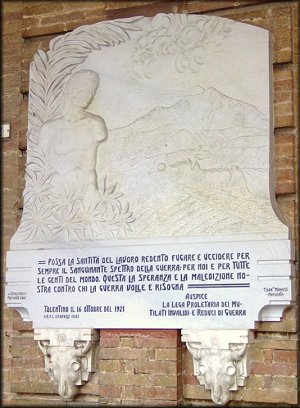 POSSA LA SANTITÀ DEL LAVORO REDENTO FUGARE E UCCIDERE PER
SEMPRE IL SANGUINANTE SPETTRO DELLA GUERRA: PER NOI E PER TUTTE
LE GENTI DEL MONDO. QUESTA LA SPERANZA E LA MALEDIZIONE NO-
STRA CONTRO CHI LA GUERRA VOLLE E RISOGNA
AUSPICE
LA LEGA PROLETARIA DEI MU-
TILATI INVALIDI E REDUCI DI GUERRA
TOLENTINO IL 16 OTTOBRE DEL 1921